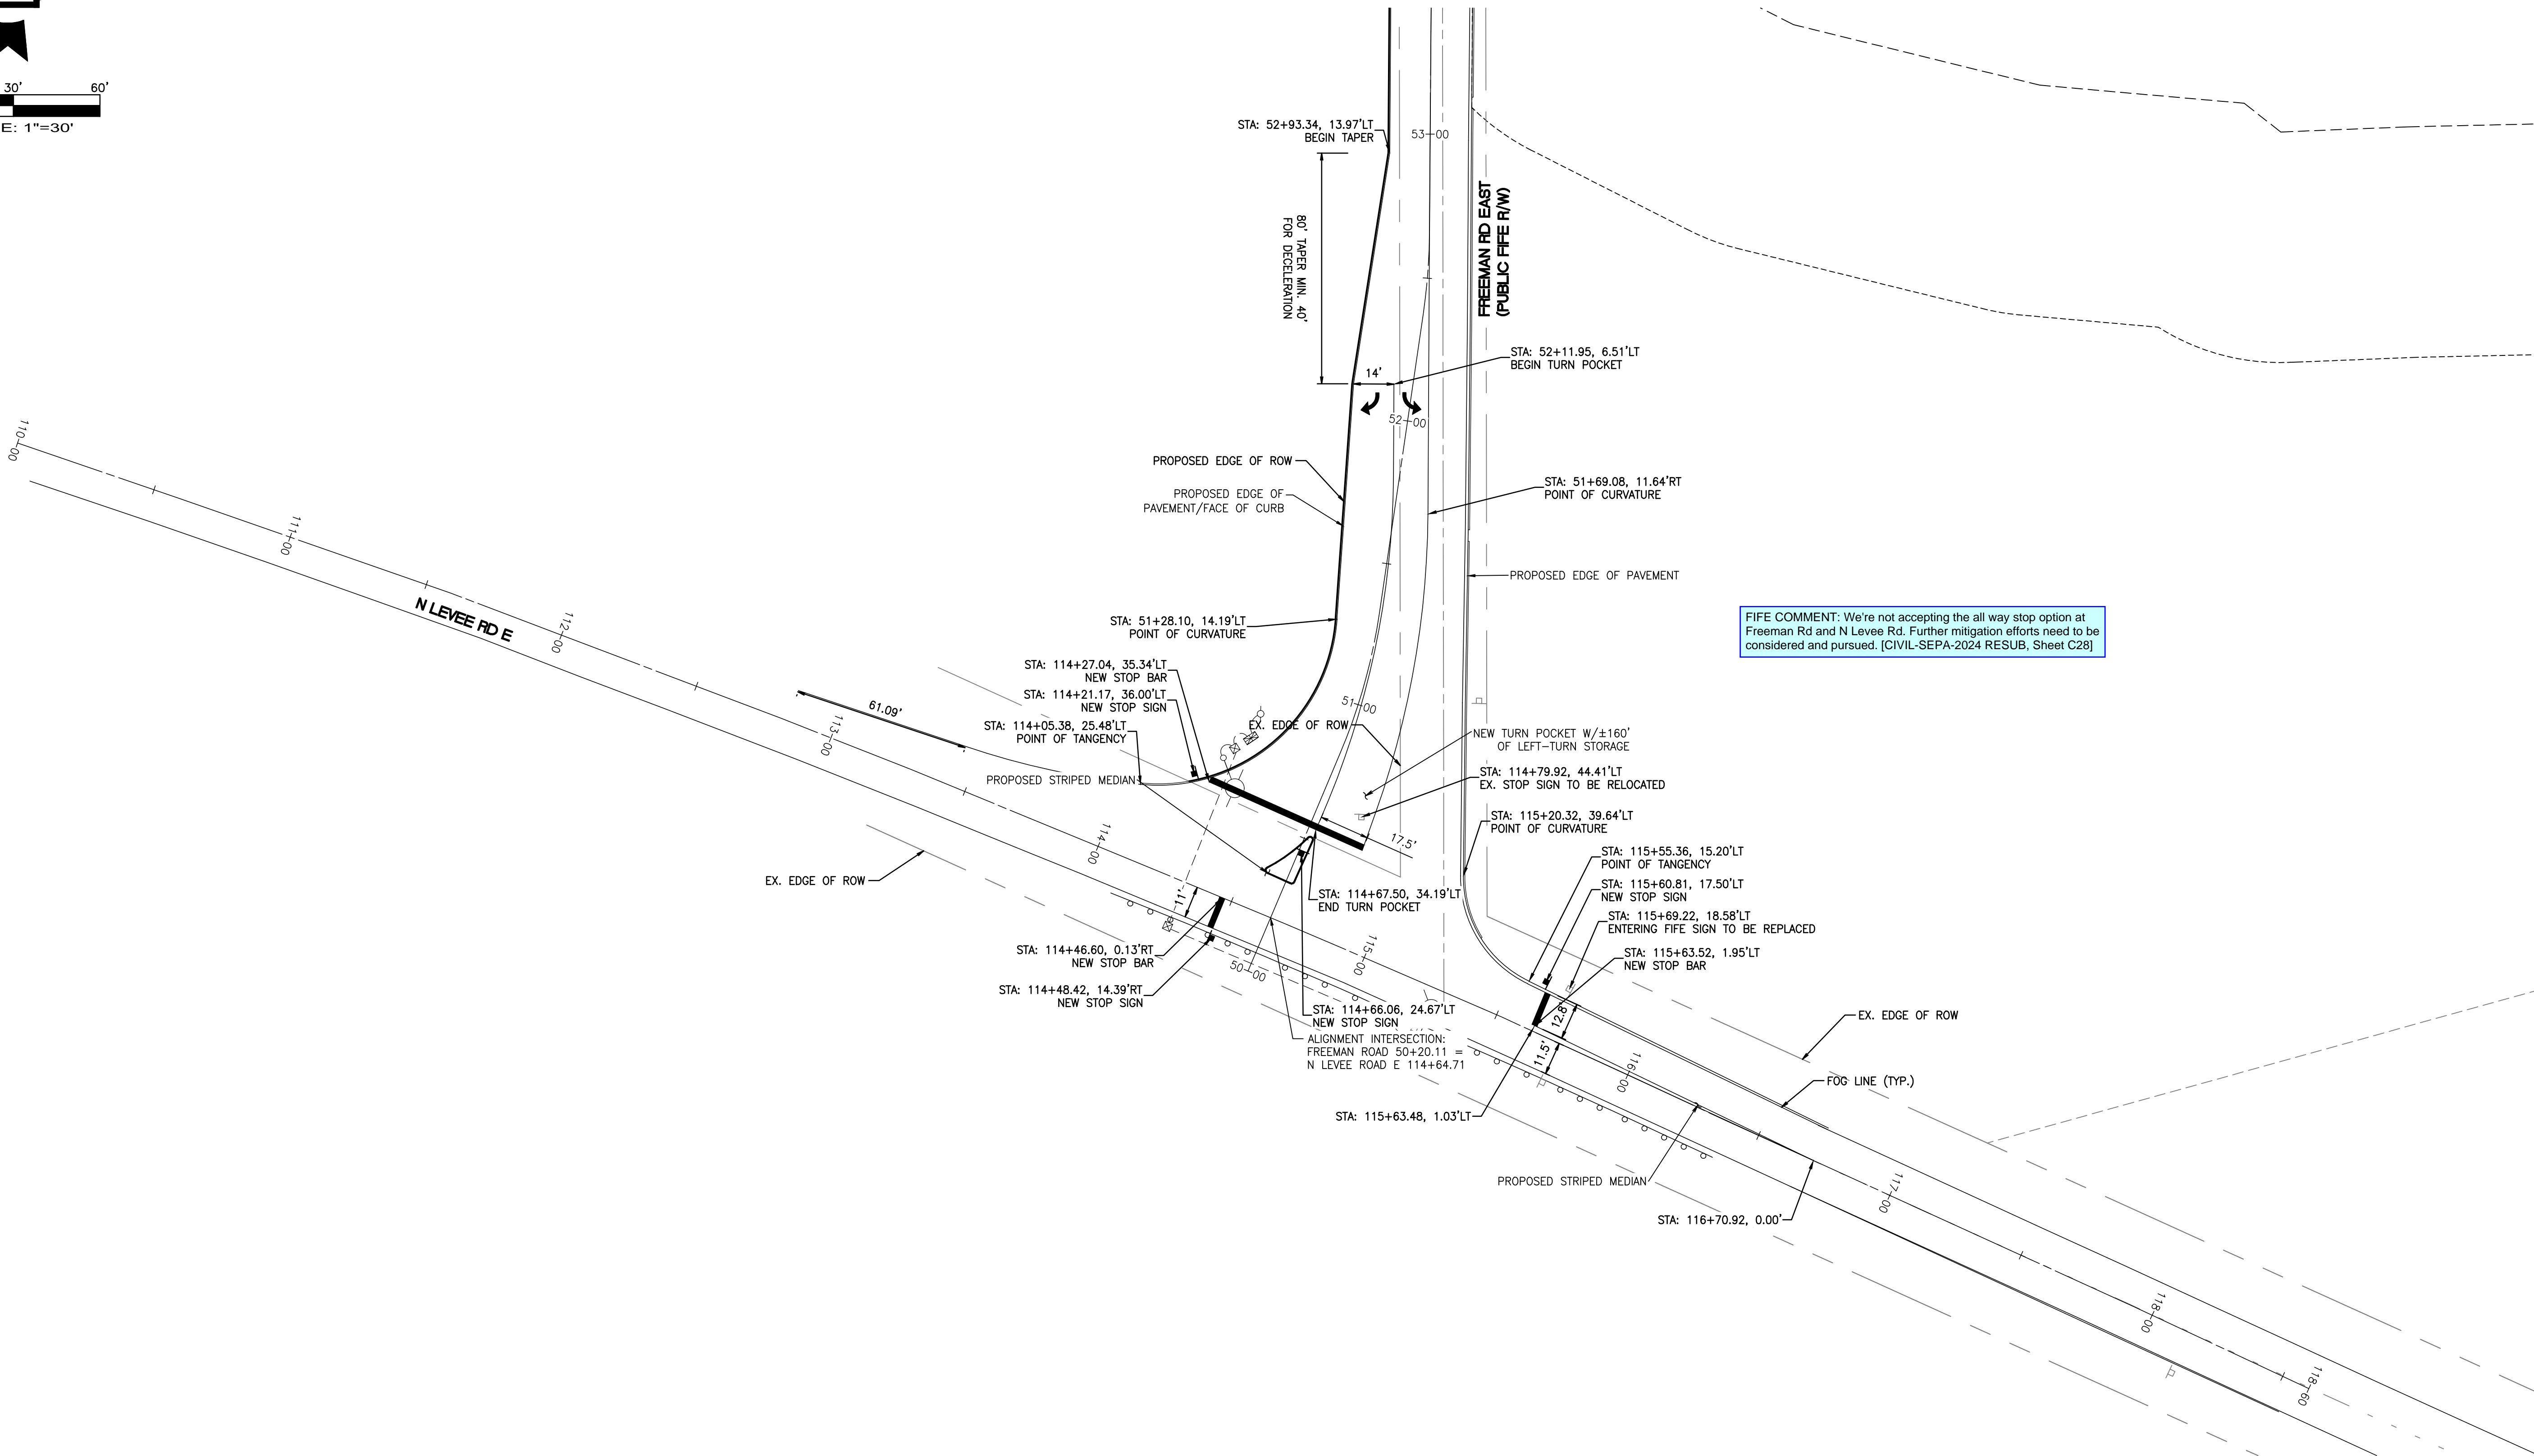 30' 60'
E: 1"=30'
STA: 52+93.34, 13.97'LT
BEGIN TAPER
53+00
FREEMAN RD EAST
(PUBLIC FIFE R/W)
80' TAPER MIN. 40'
FOR DECELERATION
STA: 52+11.95, 6.51'LT
BEGIN TURN POCKET
14'
52+00
110+00
PROPOSED EDGE OF ROW
PROPOSED EDGE OF
PAVEMENT/FACE OF CURB
STA: 51+69.08, 11.64'RT
POINT OF CURVATURE
111+00
PROPOSED EDGE OF PAVEMENT
N LEVEE RD E
112+00
STA: 51+28.10, 14.19'LT
POINT OF CURVATURE
FIFE COMMENT: We're not accepting the all way stop option at
Freeman Rd and N Levee Rd. Further mitigation efforts need to be
considered and pursued. [CIVIL-SEPA-2024 RESUB, Sheet C28]
STA: 114+27.04, 35.34'LT
NEW STOP BAR
STA: 114+21.17, 36.00'LT
NEW STOP SIGN
61.09'
113+00
STA: 114+05.38, 25.48'LT
POINT OF TANGENCY
51+00
EX. EDGE OF ROW
NEW TURN POCKET W/±160'
OF LEFT-TURN STORAGE
PROPOSED STRIPED MEDIAN
STA: 114+79.92, 44.41'LT
EX. STOP SIGN TO BE RELOCATED
STA: 115+20.32, 39.64'LT
POINT OF CURVATURE
17.5'
114+00
EX. EDGE OF ROW
STA: 115+55.36, 15.20'LT
POINT OF TANGENCY
STA: 115+60.81, 17.50'LT
NEW STOP SIGN
11'
STA: 114+67.50, 34.19'LT
END TURN POCKET
STA: 115+69.22, 18.58'LT
ENTERING FIFE SIGN TO BE REPLACED
115+00
STA: 114+46.60, 0.13'RT
NEW STOP BAR
STA: 115+63.52, 1.95'LT
NEW STOP BAR
50+00
STA: 114+48.42, 14.39'RT
NEW STOP SIGN
STA: 114+66.06, 24.67'LT
NEW STOP SIGN
12.8'
EX. EDGE OF ROW
ALIGNMENT INTERSECTION:
FREEMAN ROAD 50+20.11 =
N LEVEE ROAD E 114+64.71
11.5'
116+00
FOG LINE (TYP.)
STA: 115+63.48, 1.03'LT
PROPOSED STRIPED MEDIAN
117+00
STA: 116+70.92, 0.00'
118+00
118+60